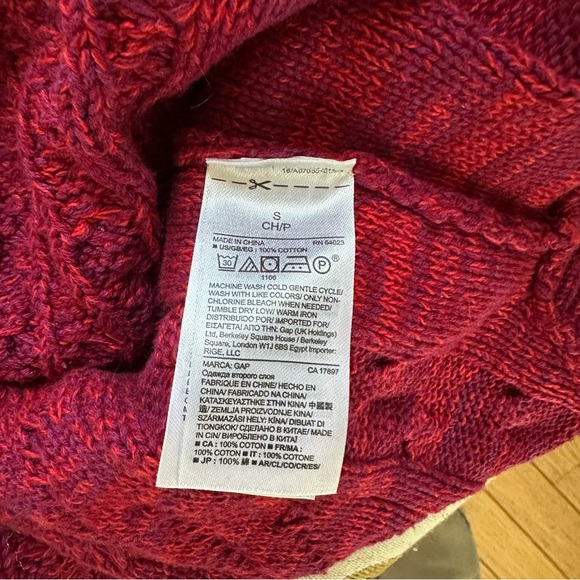 S
CH/P
MADE IN CHINA RN 54023
■ US/GB/EG : 100% COTTON
30 P
1166
MACHINE WASH COLD GENTLE CYCLE/
WASH WITH LIKE COLORS/ ONLY NON-
CHLORINE BLEACH WHEN NEEDED/
TUMBLE DRY LOW/ WARM IRON
DISTRIBUIDO POR/ IMPORTED FOR/
ΕΙΣΑΓΕΤΑΙ ΑΠΟ ΤΗΝ: Gap (UK Holdings)
Ltd, Berkeley Square House / Berkeley
Square, London W1J 6BS Egypt Importer:
RIGE, LLC
MARCA: GAP CA 17897
Одежда второго слоя
FABRIQUE EN CHINE/ HECHO EN
CHINA/ FABRICADO NA CHINA/
ΚΑΤΑΣΚΕΥΑΣΤΗΚΕ ΣΤΗΝ ΚΙΝΑ/ 中國製
造/ ZEMLJA PROIZVODNJE KINA/
SZÁRMAZÁSI HELY: KÍNA/ DIBUAT DI
TIONGKOK/ СДЕЛАНО В КИТАЕ/ MADE
IN CIN/ ВИРОБЛЕНО В КИТАЇ
■ CA : 100% COTON ■ FR/MA :
100% COTON ■ IT : 100% COTONE
■ JP : 100% 綿 ■ AR/CL/CO/CR/ES/